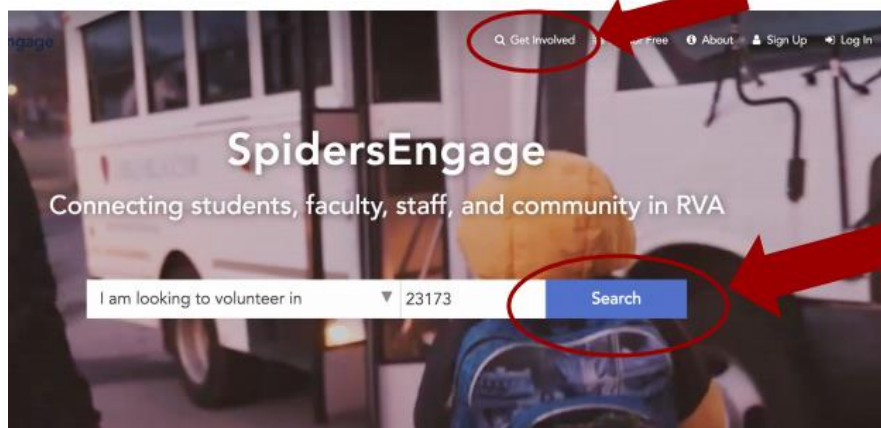 ngage
Get Involved Free About Sign Up Log In
SpidersEngage
Connecting students, faculty, staff, and community in RVA
I am looking to volunteer in 23173 Search